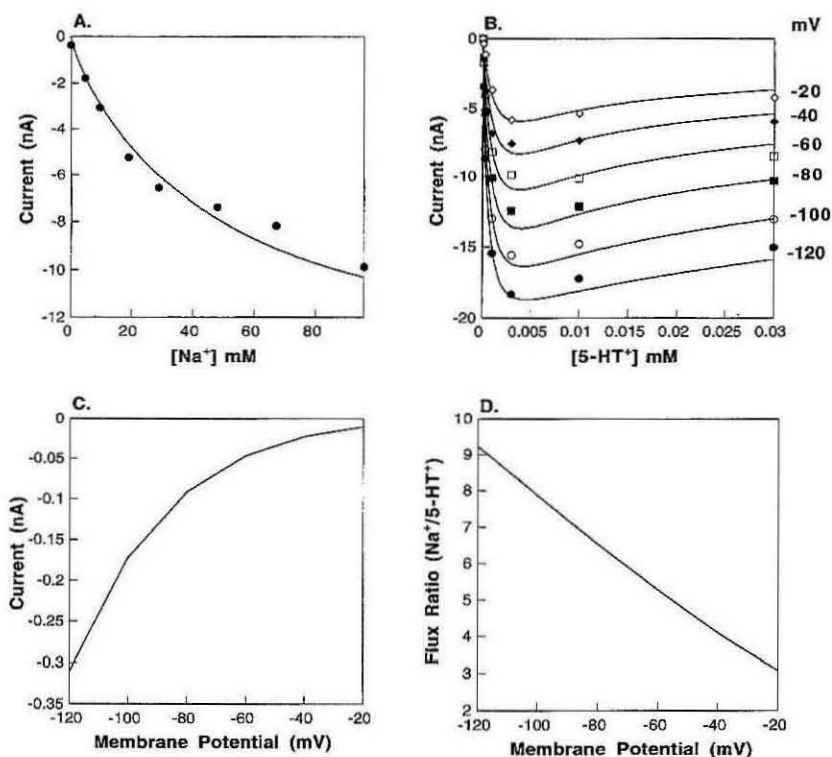 A.
0
-2
-4
-6
-8
-10
-12
Current (nA)
0 20 40 60 80
[Na⁺] mM
B.
mV
0
-5
-10
-15
-20
Current (nA)
-20
-40
-60
-80
-100
-120
0 0.005 0.01 0.015 0.02 0.025 0.03
[5-HT⁺] mM
C.
0
-0.05
-0.1
-0.15
-0.2
-0.25
-0.3
-0.35
Current (nA)
-120 -100 -80 -60 -40 -20
Membrane Potential (mV)
D.
10
9
8
7
6
5
4
3
2
Flux Ratio (Na⁺/5-HT⁺)
-120 -100 -80 -60 -40 -20
Membrane Potential (mV)